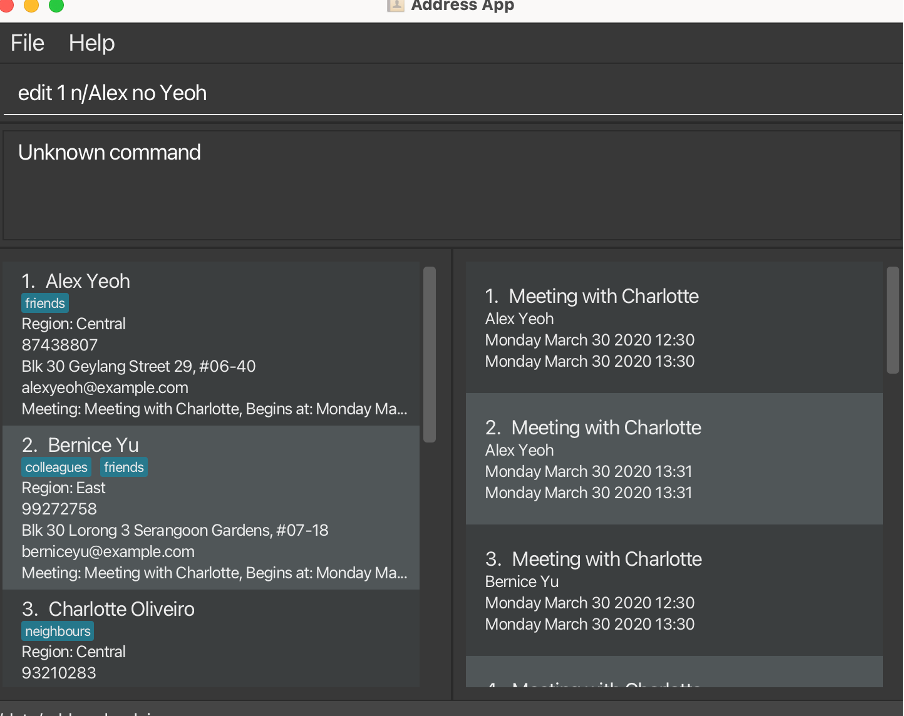 Address App
File Help
edit 1 n/Alex no Yeoh
Unknown command
1. Alex Yeoh
friends
Region: Central
87438807
Blk 30 Geylang Street 29, #06-40
alexyeoh@example.com
Meeting: Meeting with Charlotte, Begins at: Monday Ma...
2. Bernice Yu
colleagues friends
Region: East
99272758
Blk 30 Lorong 3 Serangoon Gardens, #07-18
berniceyu@example.com
Meeting: Meeting with Charlotte, Begins at: Monday Ma...
3. Charlotte Oliveiro
neighbours
Region: Central
93210283
1. Meeting with Charlotte
Alex Yeoh
Monday March 30 2020 12:30
Monday March 30 2020 13:30
2. Meeting with Charlotte
Alex Yeoh
Monday March 30 2020 13:31
Monday March 30 2020 13:31
3. Meeting with Charlotte
Bernice Yu
Monday March 30 2020 12:30
Monday March 30 2020 13:30
4. Meeting with Charlotte